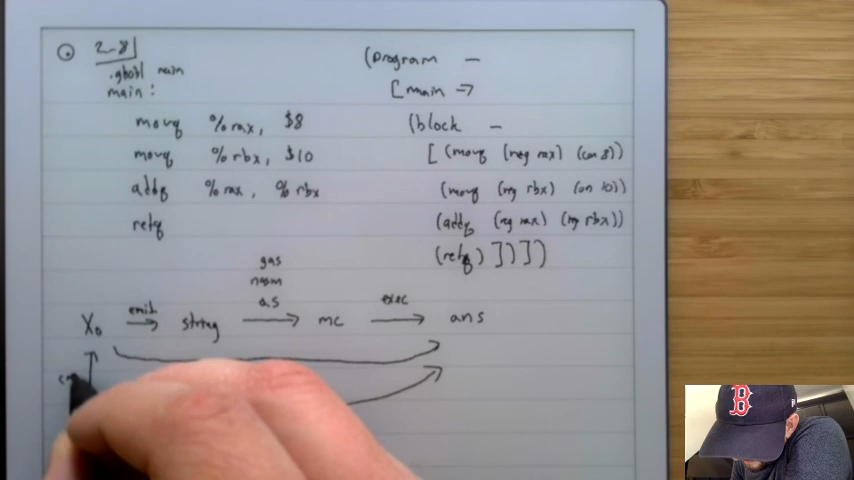 2-8|
.globl main
main:
movq %rax, $8
movq %rbx, $10
addq %rax, %rbx
retq
(program —
[main →
(block —
[ (movq (reg rax) (con 8))
(movq (reg rbx) (con 10))
(addq (reg rax) (reg rbx))
(retq) ])])
gas
nasm
X₀ emit string as mc exec ans
B